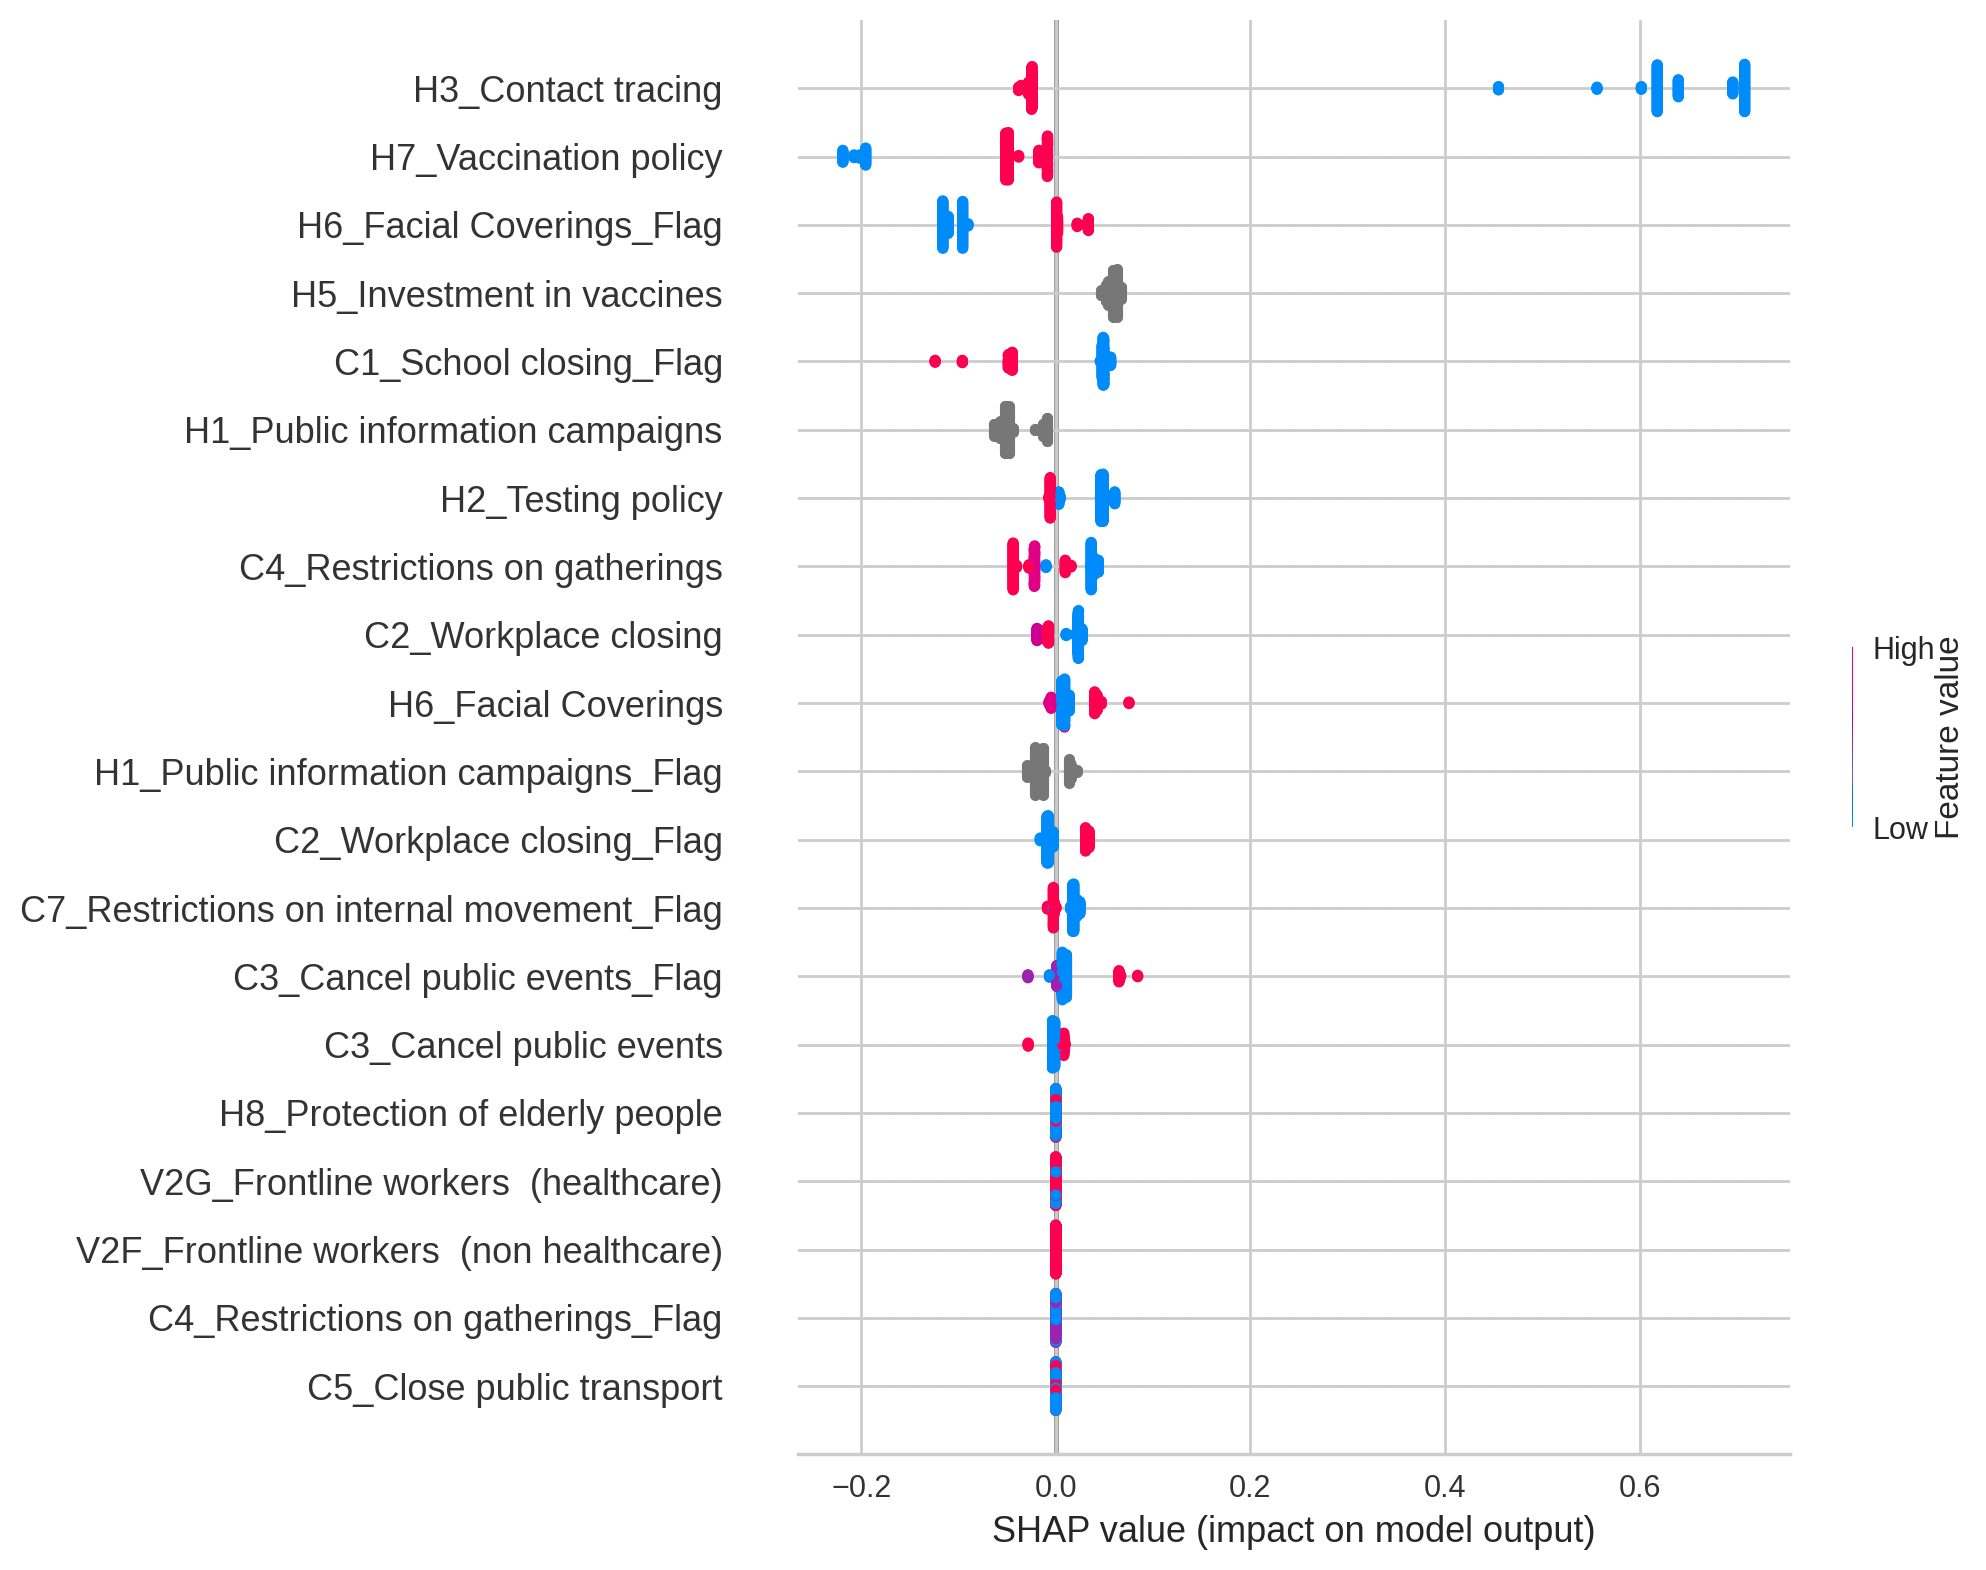 H3_Contact tracing
H7_Vaccination policy
H6_Facial Coverings_Flag
H5_Investment in vaccines
C1_School closing_Flag
H1_Public information campaigns
H2_Testing policy
C4_Restrictions on gatherings
C2_Workplace closing
H6_Facial Coverings
H1_Public information campaigns_Flag
C2_Workplace closing_Flag
C7_Restrictions on internal movement_Flag
C3_Cancel public events_Flag
C3_Cancel public events
H8_Protection of elderly people
V2G_Frontline workers  (healthcare)
V2F_Frontline workers  (non healthcare)
C4_Restrictions on gatherings_Flag
C5_Close public transport
−0.2 0.0 0.2 0.4 0.6
SHAP value (impact on model output)
High
Low
Feature value